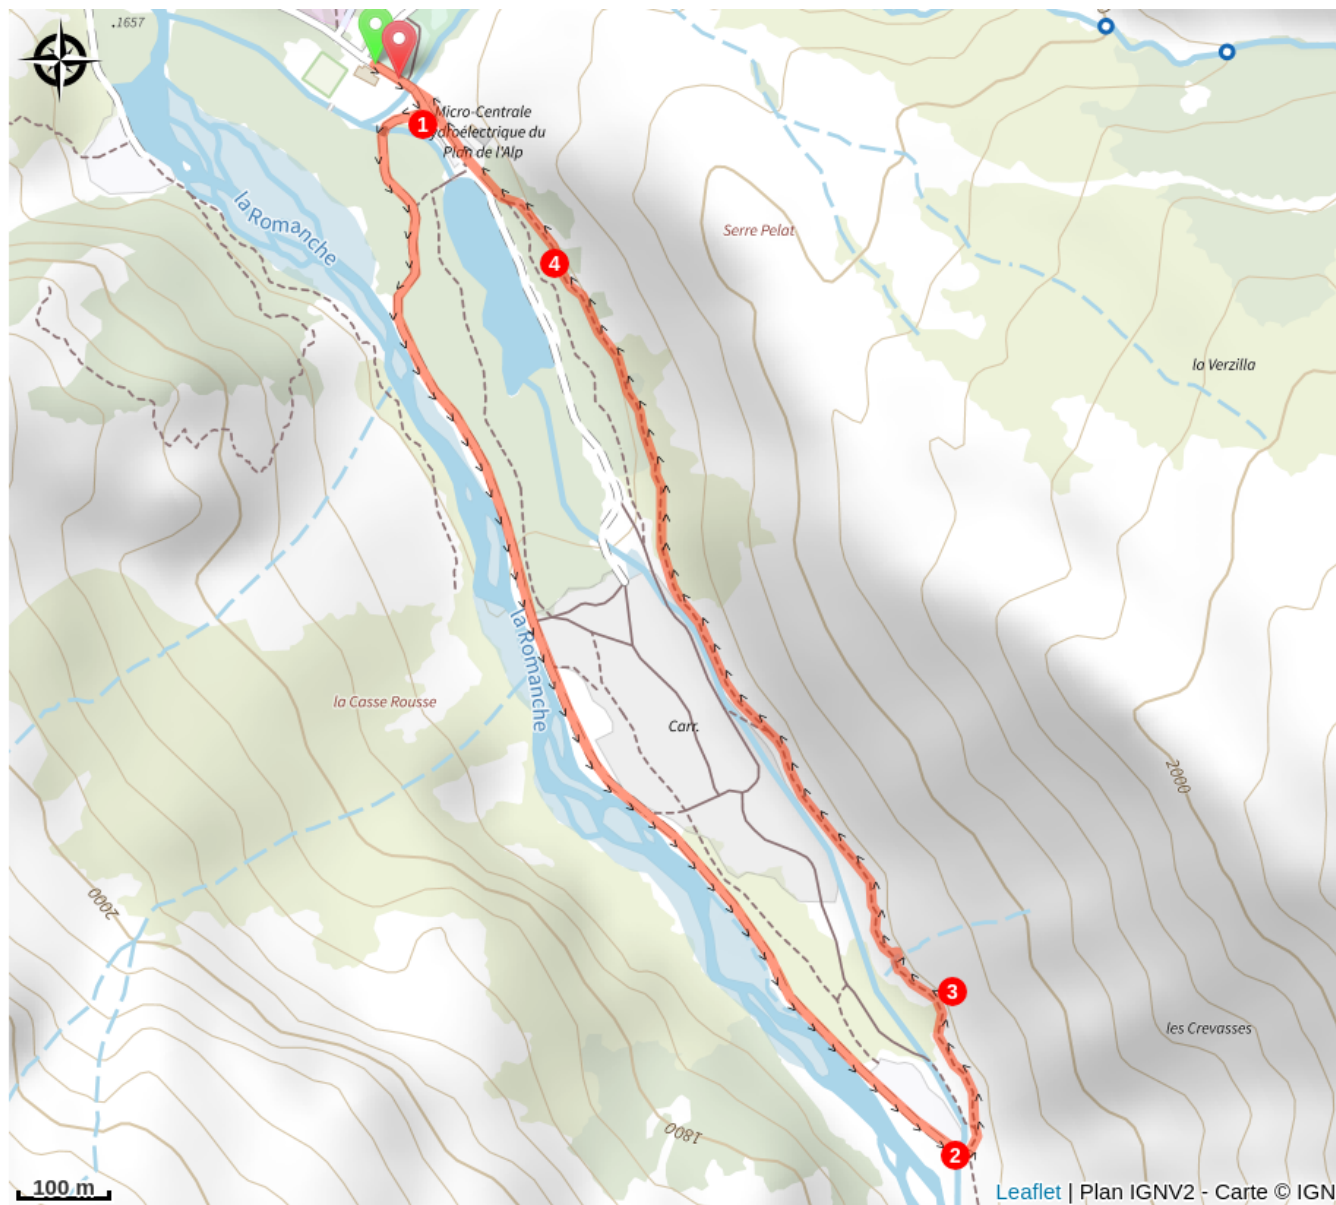 .1657
Micro-Centrale
1
ydroélectrique du
Plan de l'Alp
la Romanche
Serre Pelat
4
la Verzilla
la Romanche
la Casse Rousse
Carr.
2000
2000
3
les Crevasses
1800
2
100 m
Leaflet | Plan IGNV2 - Carte © IGN